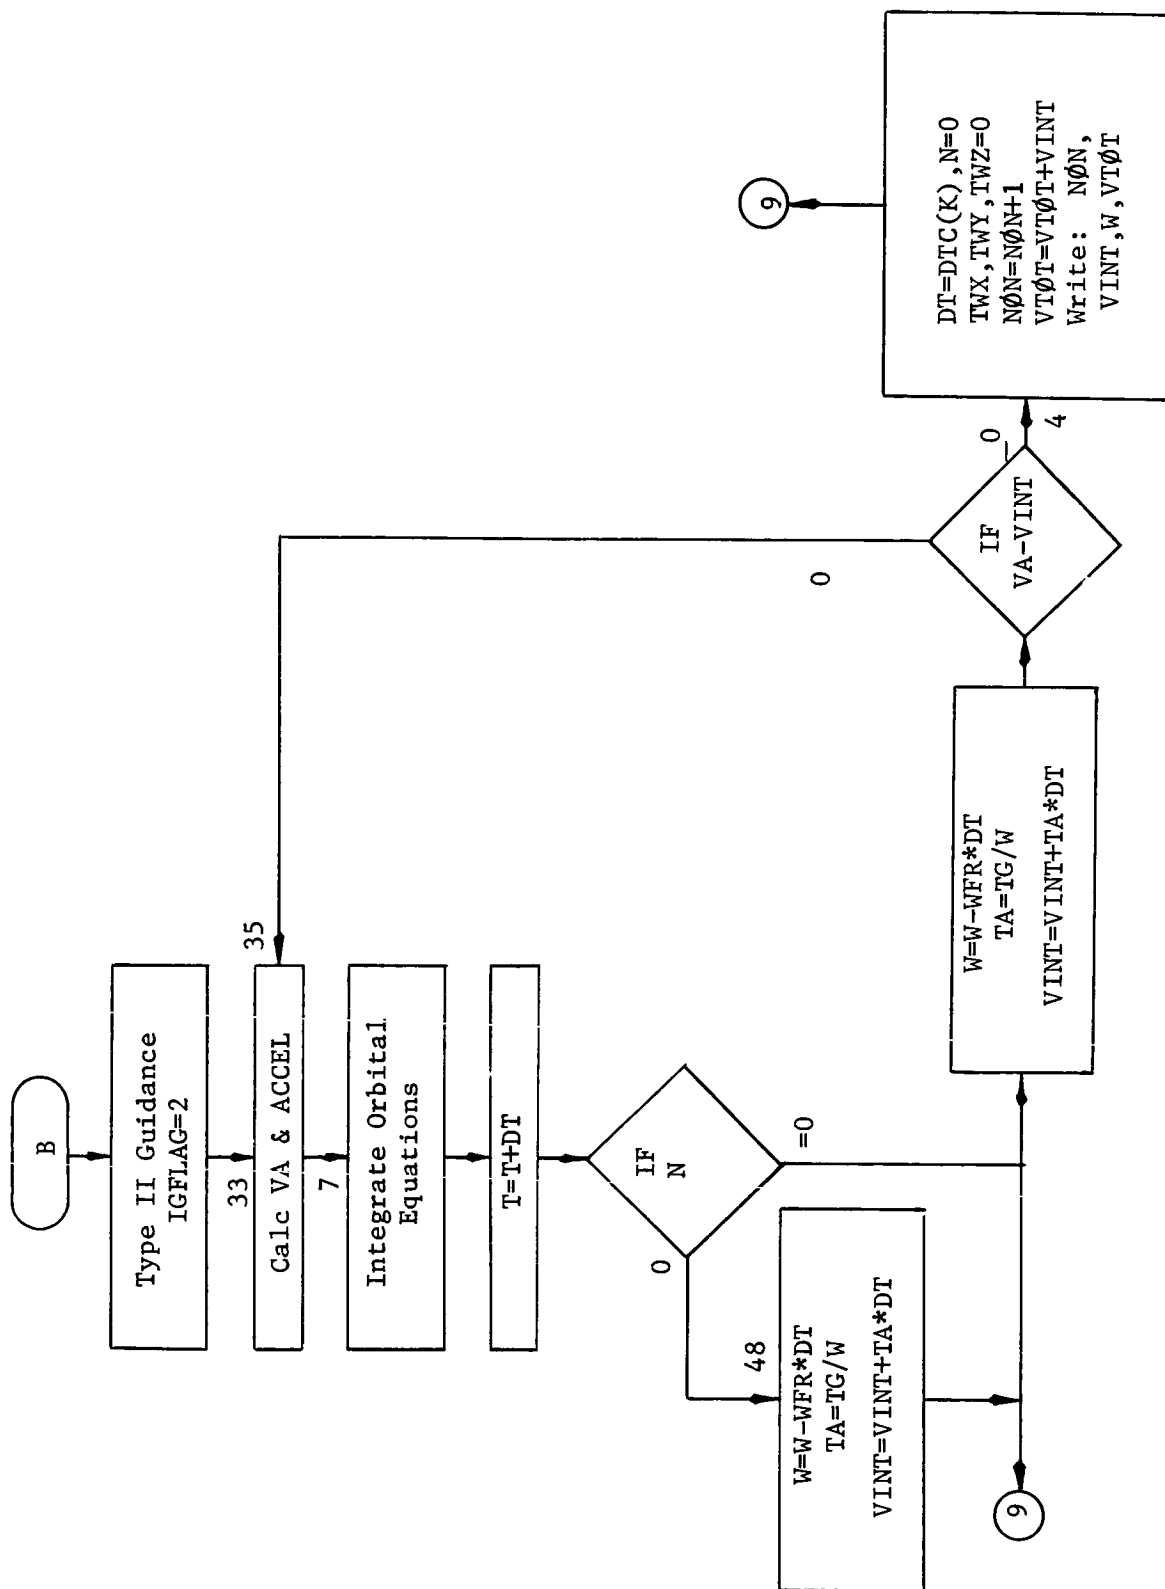 B
Type II Guidance
IGFLAG=2
33
35
Calc VA & ACCEL
7
Integrate Orbital
Equations
T=T+DT
IF
N
0
=0
48
W=W-WFR*DT
TA=TG/W
VINT=VINT+TA*DT
9
W=W-WFR*DT
TA=TG/W
VINT=VINT+TA*DT
IF
VA-VINT
0
0
4
DT=DTC(K),N=0
TWX,TWY,TWZ=0
NØN=NØN+1
VTØT=VTØT+VINT
Write: NØN,
VINT,W,VTØT
9